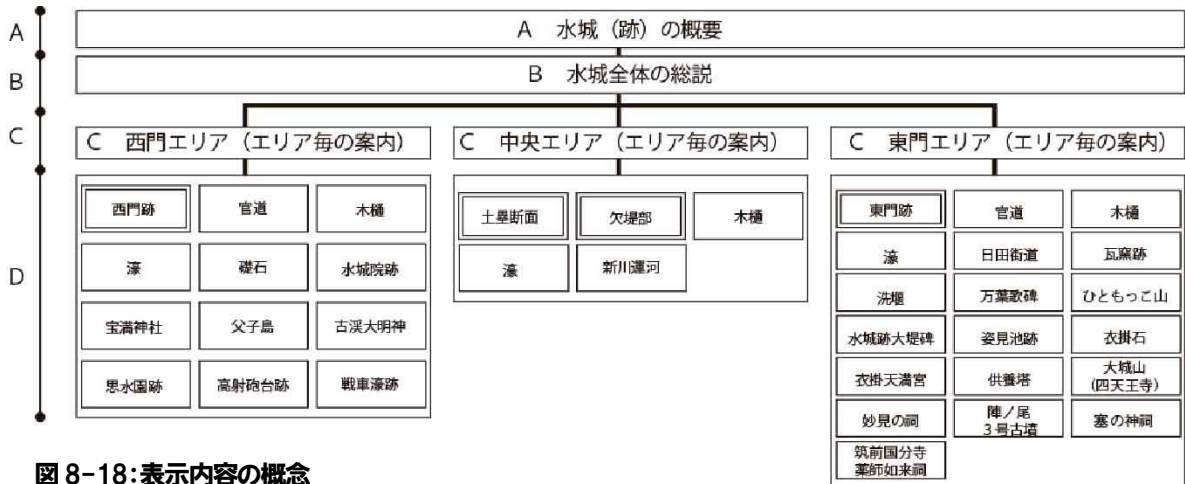 A
A 水城（跡）の概要
B
B 水城全体の総説
C
C 西門エリア（エリア毎の案内）
C 中央エリア（エリア毎の案内）
C 東門エリア（エリア毎の案内）
D
西門跡
官道
木樋
濠
礎石
水城院跡
宝満神社
父子島
古渓大明神
思水園跡
高射砲台跡
戦車濠跡
土塁断面
欠堤部
木樋
濠
新川運河
東門跡
官道
木樋
濠
日田街道
瓦窯跡
洗堰
万葉歌碑
ひともっこ山
水城跡大堤碑
姿見池跡
衣掛石
衣掛天満宮
供養塔
大城山
(四天王寺)
妙見の祠
陣ノ尾
３号古墳
塞の神祠
筑前国分寺
薬師如来祠
図8-18:表示内容の概念